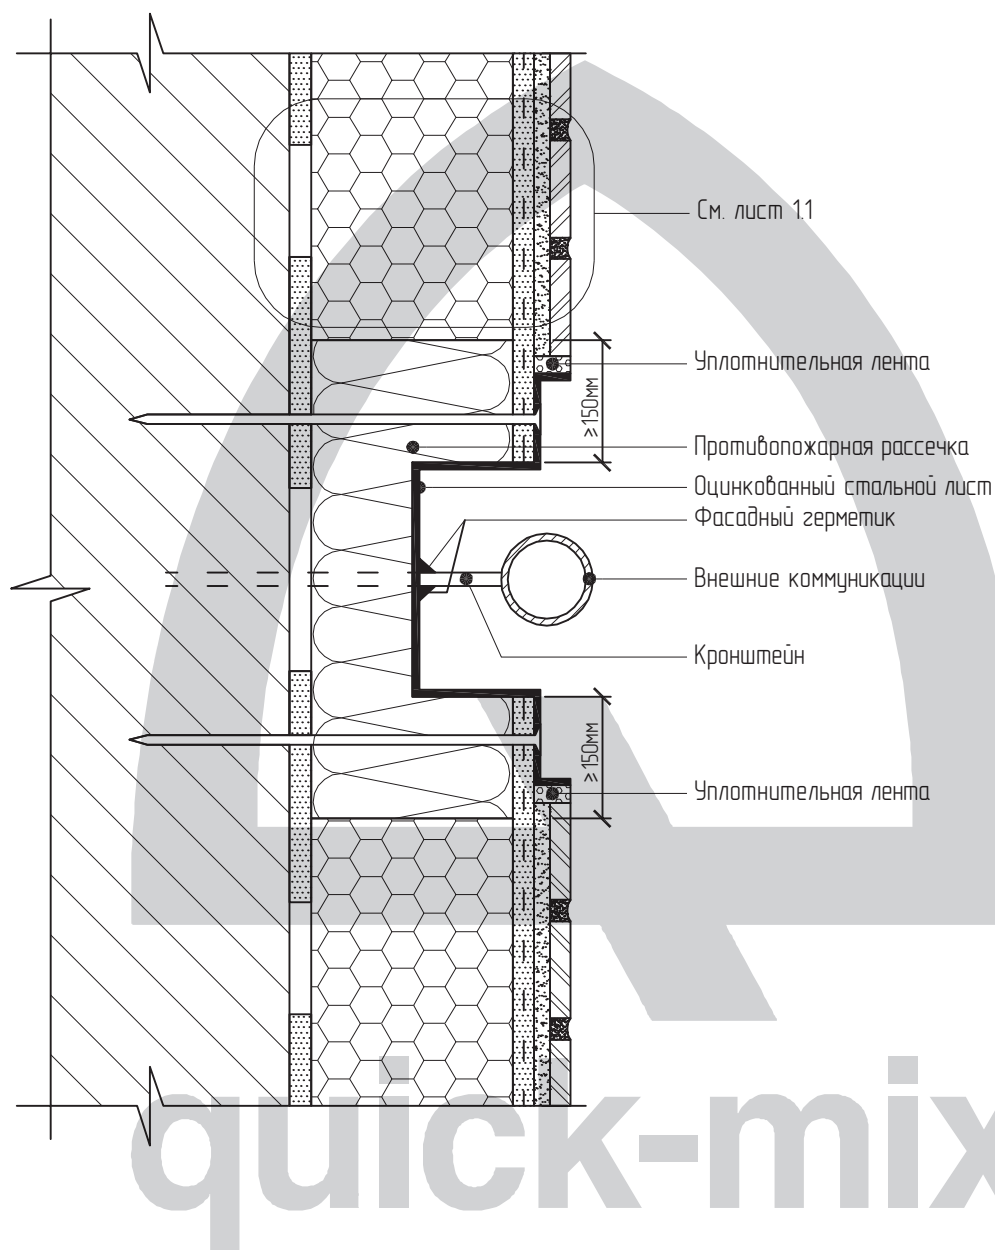 См. лист 1.1
Уплотнительная лента
≥150мм
Противопожарная рассечка
Оцинкованный стальной лист
Фасадный герметик
Внешние коммуникации
Кронштейн
≥150мм
Уплотнительная лента
quick-mix